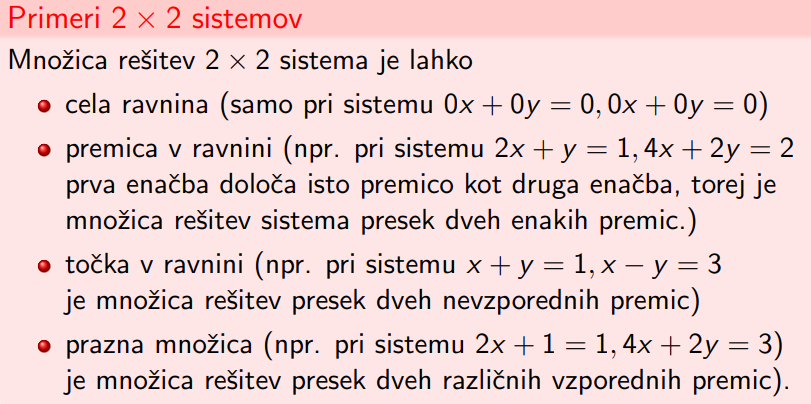 Primeri 2 × 2 sistemov
Množica rešitev 2 × 2 sistema je lahko
cela ravnina (samo pri sistemu 0x + 0y = 0, 0x + 0y = 0)
premica v ravnini (npr. pri sistemu 2x + y = 1, 4x + 2y = 2
prva enačba določa isto premico kot druga enačba, torej je
množica rešitev sistema presek dveh enakih premic.)
točka v ravnini (npr. pri sistemu x + y = 1, x − y = 3
je množica rešitev presek dveh nevzporednih premic)
prazna množica (npr. pri sistemu 2x + 1 = 1, 4x + 2y = 3)
je množica rešitev presek dveh različnih vzporednih premic).